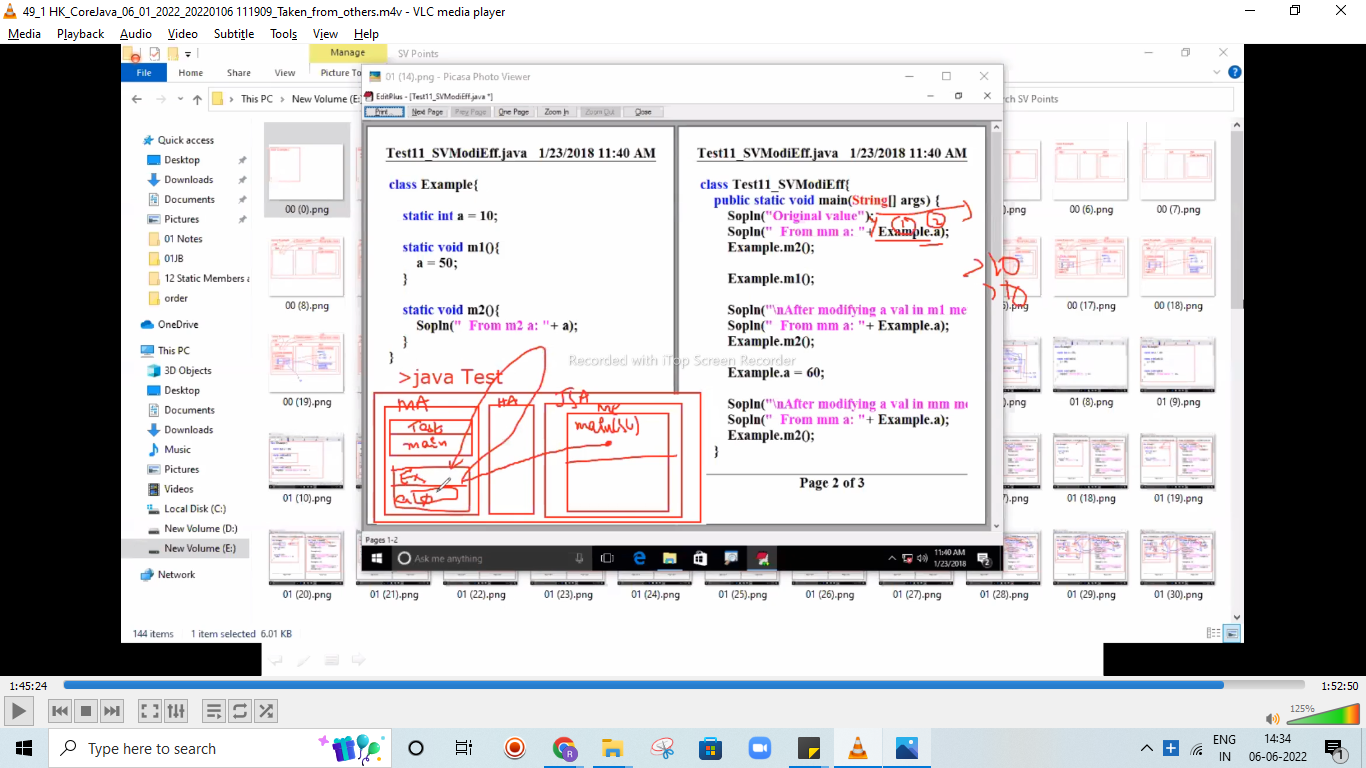 49_1 HK_CoreJava_06_01_2022_20220106 111909_Taken_from_others.m4v - VLC media player
Media Playback Audio Video Subtitle Tools View Help
Manage SV Points
File Home Share View Picture To
This PC New Volume (E:
ch SV Points
Quick access
Desktop
Downloads
Documents
Pictures
01 Notes
01JB
12 Static Members a
order
OneDrive
This PC
3D Objects
Desktop
Documents
Downloads
Music
Pictures
Videos
Local Disk (C:)
New Volume (D:)
New Volume (E:)
Network
00 (0).png
00 (8).png
00 (19).png
01 (10).png
01 (20).png 01 (21).png 01 (22).png 01 (23).png 01 (24).png 01 (25).png 01 (26).png 01 (27).png 01 (28).png 01 (29).png 01 (30).png
00 (6).png 00 (7).png
00 (17).png 00 (18).png
01 (8).png 01 (9).png
01 (18).png 01 (19).png
01 (14).png - Picasa Photo Viewer
EditPlus - [Test11_SVModiEff.java *]
Print... Next Page Prev Page One Page Zoom In Zoom Out Close
Test11_SVModiEff.java 1/23/2018 11:40 AM
class Example{
static int a = 10;
static void m1(){
a = 50;
}
static void m2(){
Sopln(" From m2 a: "+ a);
}
}
>java Test
MA HA JSA
Test
main
Ex
a 10
main(
Test11_SVModiEff.java 1/23/2018 11:40 AM
class Test11_SVModiEff{
public static void main(String[] args) {
Sopln("Original value");
Sopln(" From mm a: "+ Example.a);
Example.m2();
Example.m1();
Sopln("\nAfter modifying a val in m1 me
Sopln(" From mm a: "+ Example.a);
Example.m2();
Example.a = 60;
Sopln("\nAfter modifying a val in mm me
Sopln(" From mm a: "+ Example.a);
Example.m2();
}
Page 2 of 3
1 2
>10
>10
Recorded with iTop Screen Recorder
Pages 1-2
Ask me anything
11:40 AM
1/23/2018
2
144 items 1 item selected 6.01 KB
1:45:24 1:52:50
125%
Type here to search
ENG
IN
14:34
06-06-2022
1